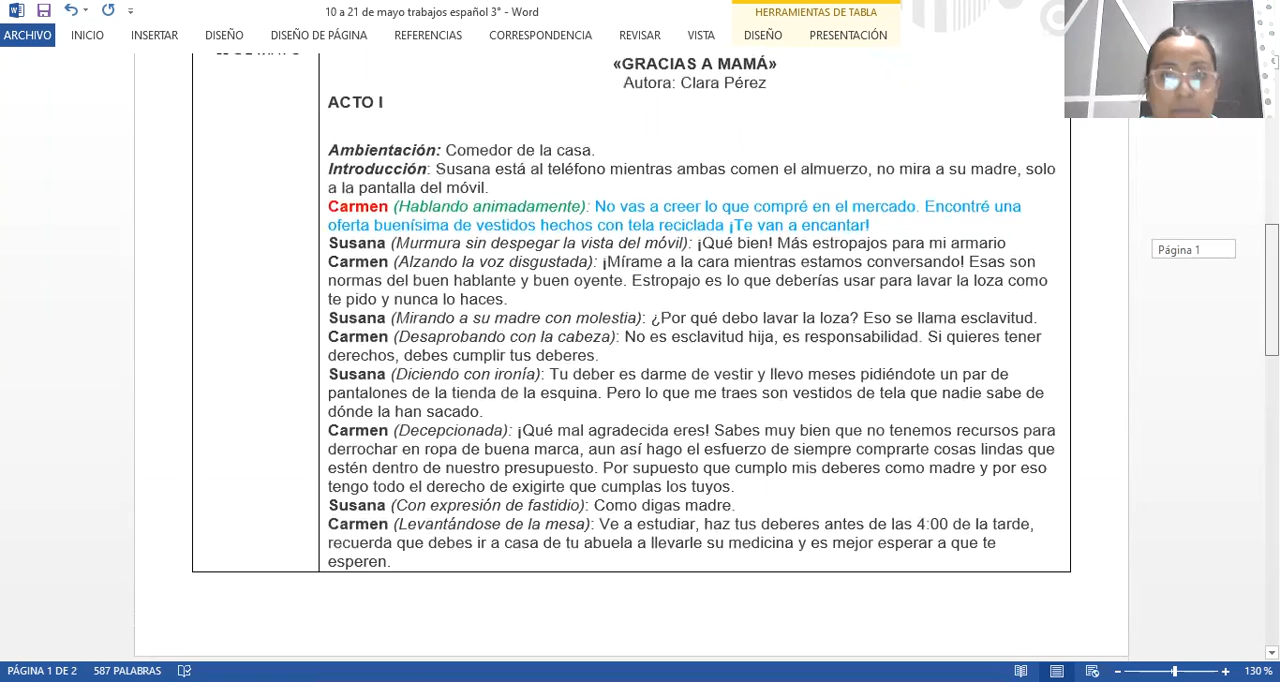 10 a 21 de mayo trabajos español 3° - Word
HERRAMIENTAS DE TABLA
ARCHIVO INICIO INSERTAR DISEÑO DISEÑO DE PÁGINA REFERENCIAS CORRESPONDENCIA REVISAR VISTA DISEÑO PRESENTACIÓN
«GRACIAS A MAMÁ»
Autora: Clara Pérez
ACTO I
Ambientación: Comedor de la casa.
Introducción: Susana está al teléfono mientras ambas comen el almuerzo, no mira a su madre, solo
a la pantalla del móvil.
Carmen (Hablando animadamente): No vas a creer lo que compré en el mercado. Encontré una
oferta buenísima de vestidos hechos con tela reciclada ¡Te van a encantar!
Susana (Murmura sin despegar la vista del móvil): ¡Qué bien! Más estropajos para mi armario
Carmen (Alzando la voz disgustada): ¡Mírame a la cara mientras estamos conversando! Esas son
normas del buen hablante y buen oyente. Estropajo es lo que deberías usar para lavar la loza como
te pido y nunca lo haces.
Susana (Mirando a su madre con molestia): ¿Por qué debo lavar la loza? Eso se llama esclavitud.
Carmen (Desaprobando con la cabeza): No es esclavitud hija, es responsabilidad. Si quieres tener
derechos, debes cumplir tus deberes.
Susana (Diciendo con ironía): Tu deber es darme de vestir y llevo meses pidiéndote un par de
pantalones de la tienda de la esquina. Pero lo que me traes son vestidos de tela que nadie sabe de
dónde la han sacado.
Carmen (Decepcionada): ¡Qué mal agradecida eres! Sabes muy bien que no tenemos recursos para
derrochar en ropa de buena marca, aun así hago el esfuerzo de siempre comprarte cosas lindas que
estén dentro de nuestro presupuesto. Por supuesto que cumplo mis deberes como madre y por eso
tengo todo el derecho de exigirte que cumplas los tuyos.
Susana (Con expresión de fastidio): Como digas madre.
Carmen (Levantándose de la mesa): Ve a estudiar, haz tus deberes antes de las 4:00 de la tarde,
recuerda que debes ir a casa de tu abuela a llevarle su medicina y es mejor esperar a que te
esperen.
Página 1
PÁGINA 1 DE 2 587 PALABRAS 130 %